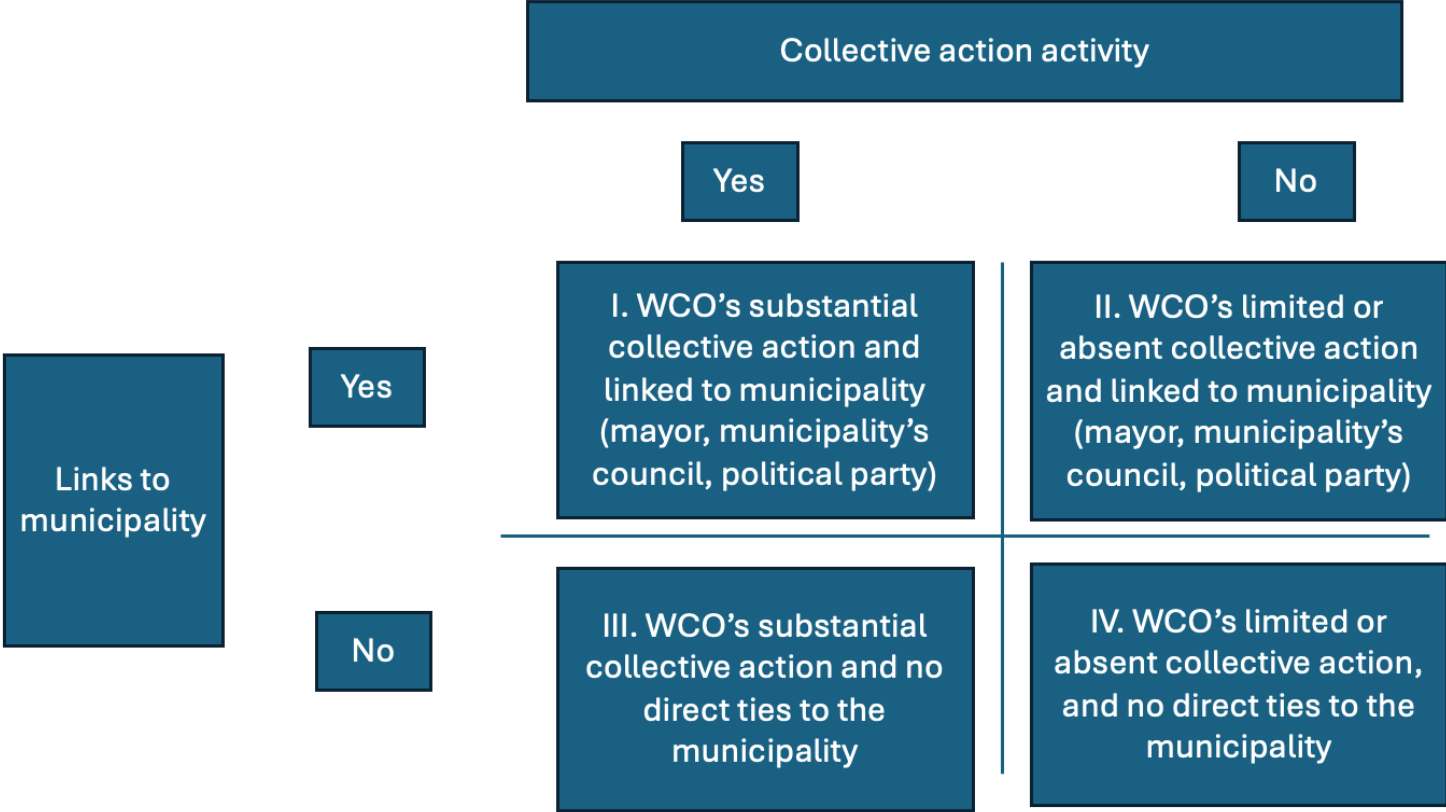 Collective action activity
Yes
No
Links to
municipality
Yes
I. WCO’s substantial
collective action and
linked to municipality
(mayor, municipality’s
council, political party)
II. WCO’s limited or
absent collective action
and linked to municipality
(mayor, municipality’s
council, political party)
No
III. WCO’s substantial
collective action and no
direct ties to the
municipality
IV. WCO’s limited or
absent collective action,
and no direct ties to the
municipality